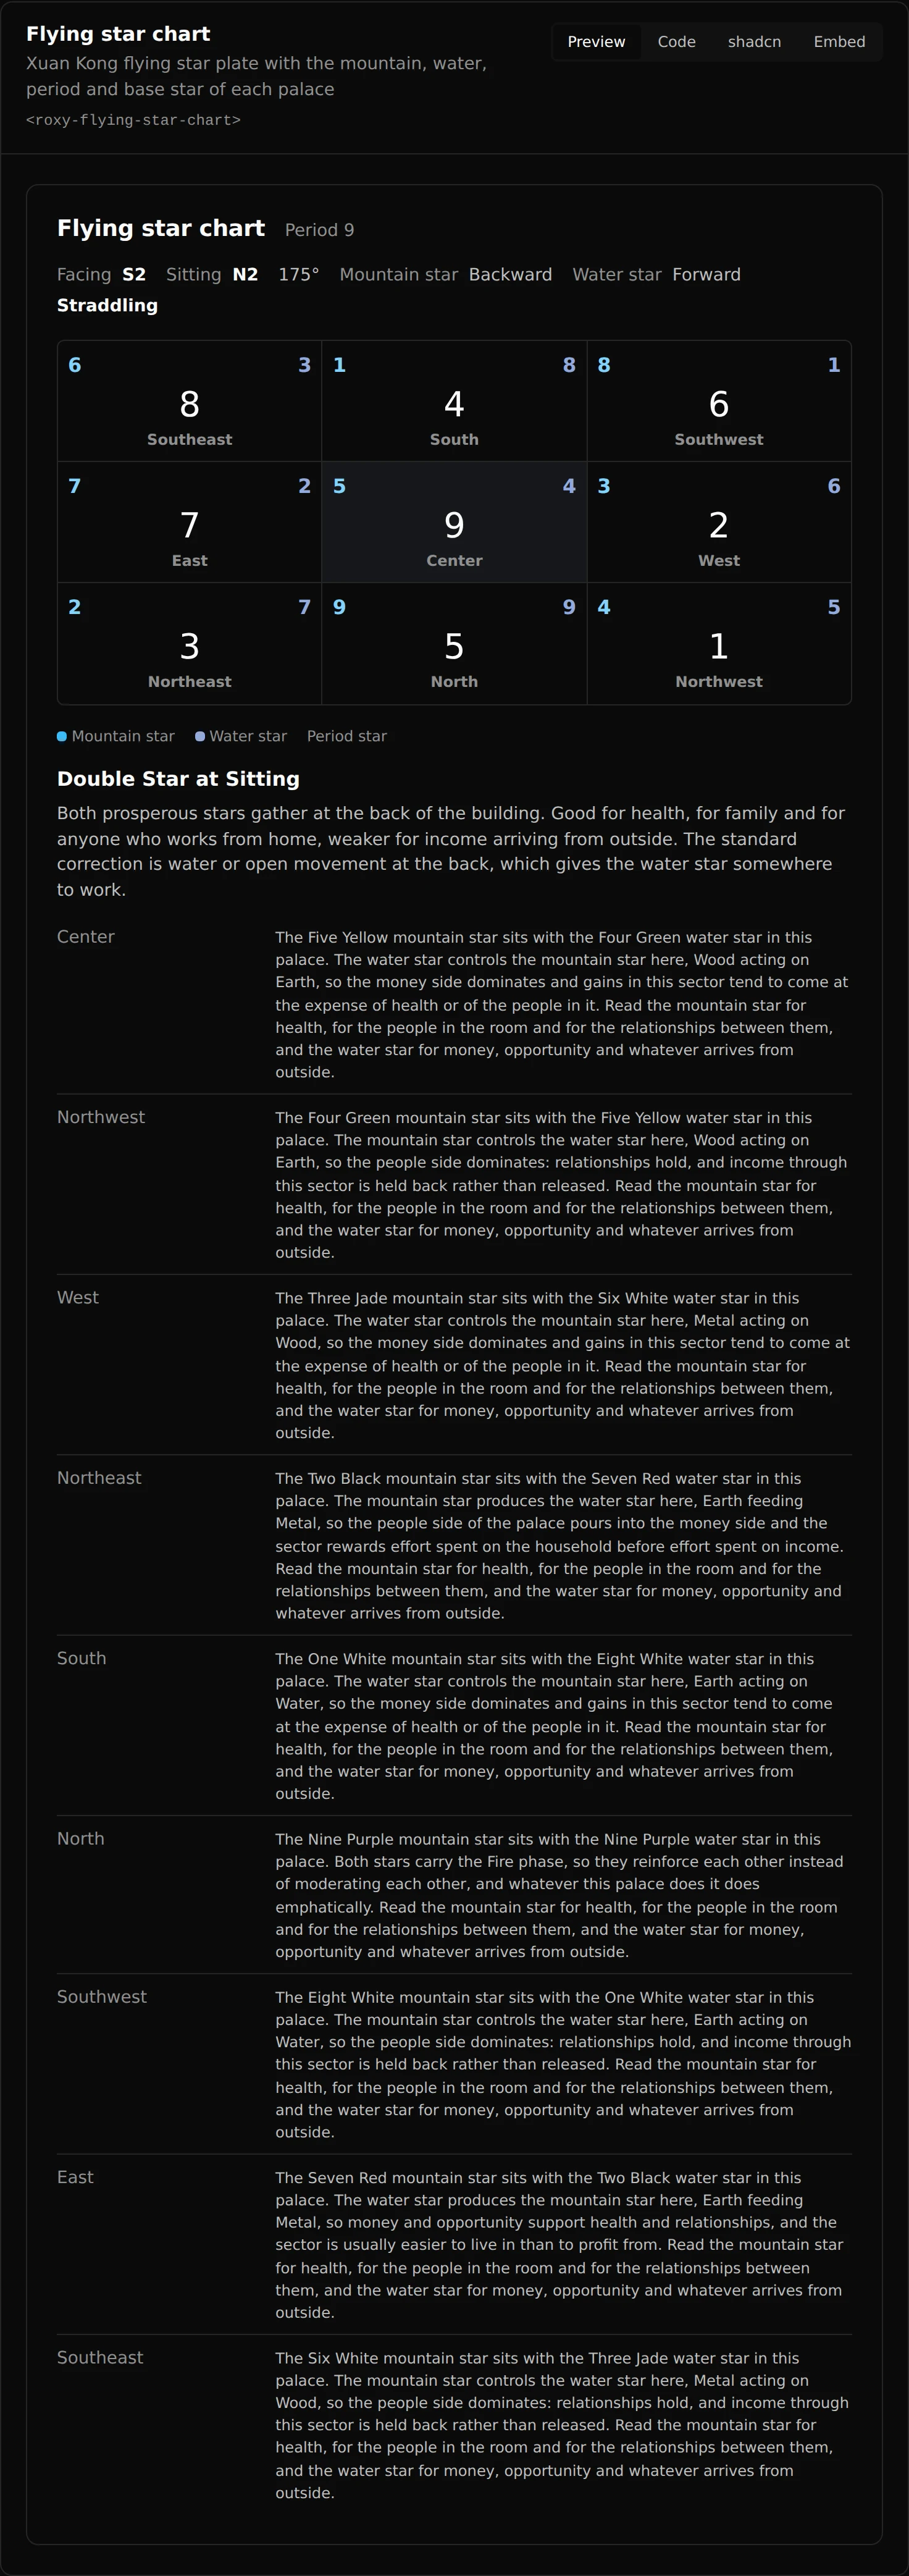 Flying star chart
Preview Code shadcn Embed
Xuan Kong flying star plate with the mountain, water,
period and base star of each palace
<roxy-flying-star-chart>
Flying star chart Period 9
Facing S2 Sitting N2 175° Mountain star Backward Water star Forward
Straddling
6 3 1 8 8 1
8 4 6
Southeast South Southwest
7 2 5 4 3 6
7 9 2
East Center West
2 7 9 9 4 5
3 5 1
Northeast North Northwest
Mountain star Water star Period star
Double Star at Sitting
Both prosperous stars gather at the back of the building. Good for health, for family and for
anyone who works from home, weaker for income arriving from outside. The standard
correction is water or open movement at the back, which gives the water star somewhere
to work.
Center
The Five Yellow mountain star sits with the Four Green water star in this
palace. The water star controls the mountain star here, Wood acting on
Earth, so the money side dominates and gains in this sector tend to come at
the expense of health or of the people in it. Read the mountain star for
health, for the people in the room and for the relationships between them,
and the water star for money, opportunity and whatever arrives from
outside.
Northwest
The Four Green mountain star sits with the Five Yellow water star in this
palace. The mountain star controls the water star here, Wood acting on
Earth, so the people side dominates: relationships hold, and income through
this sector is held back rather than released. Read the mountain star for
health, for the people in the room and for the relationships between them,
and the water star for money, opportunity and whatever arrives from
outside.
West
The Three Jade mountain star sits with the Six White water star in this
palace. The water star controls the mountain star here, Metal acting on
Wood, so the money side dominates and gains in this sector tend to come at
the expense of health or of the people in it. Read the mountain star for
health, for the people in the room and for the relationships between them,
and the water star for money, opportunity and whatever arrives from
outside.
Northeast
The Two Black mountain star sits with the Seven Red water star in this
palace. The mountain star produces the water star here, Earth feeding
Metal, so the people side of the palace pours into the money side and the
sector rewards effort spent on the household before effort spent on income.
Read the mountain star for health, for the people in the room and for the
relationships between them, and the water star for money, opportunity and
whatever arrives from outside.
South
The One White mountain star sits with the Eight White water star in this
palace. The water star controls the mountain star here, Earth acting on
Water, so the money side dominates and gains in this sector tend to come
at the expense of health or of the people in it. Read the mountain star for
health, for the people in the room and for the relationships between them,
and the water star for money, opportunity and whatever arrives from
outside.
North
The Nine Purple mountain star sits with the Nine Purple water star in this
palace. Both stars carry the Fire phase, so they reinforce each other instead
of moderating each other, and whatever this palace does it does
emphatically. Read the mountain star for health, for the people in the room
and for the relationships between them, and the water star for money,
opportunity and whatever arrives from outside.
Southwest
The Eight White mountain star sits with the One White water star in this
palace. The mountain star controls the water star here, Earth acting on
Water, so the people side dominates: relationships hold, and income through
this sector is held back rather than released. Read the mountain star for
health, for the people in the room and for the relationships between them,
and the water star for money, opportunity and whatever arrives from
outside.
East
The Seven Red mountain star sits with the Two Black water star in this
palace. The water star produces the mountain star here, Earth feeding
Metal, so money and opportunity support health and relationships, and the
sector is usually easier to live in than to profit from. Read the mountain star
for health, for the people in the room and for the relationships between
them, and the water star for money, opportunity and whatever arrives from
outside.
Southeast
The Six White mountain star sits with the Three Jade water star in this
palace. The mountain star controls the water star here, Metal acting on
Wood, so the people side dominates: relationships hold, and income through
this sector is held back rather than released. Read the mountain star for
health, for the people in the room and for the relationships between them,
and the water star for money, opportunity and whatever arrives from
outside.